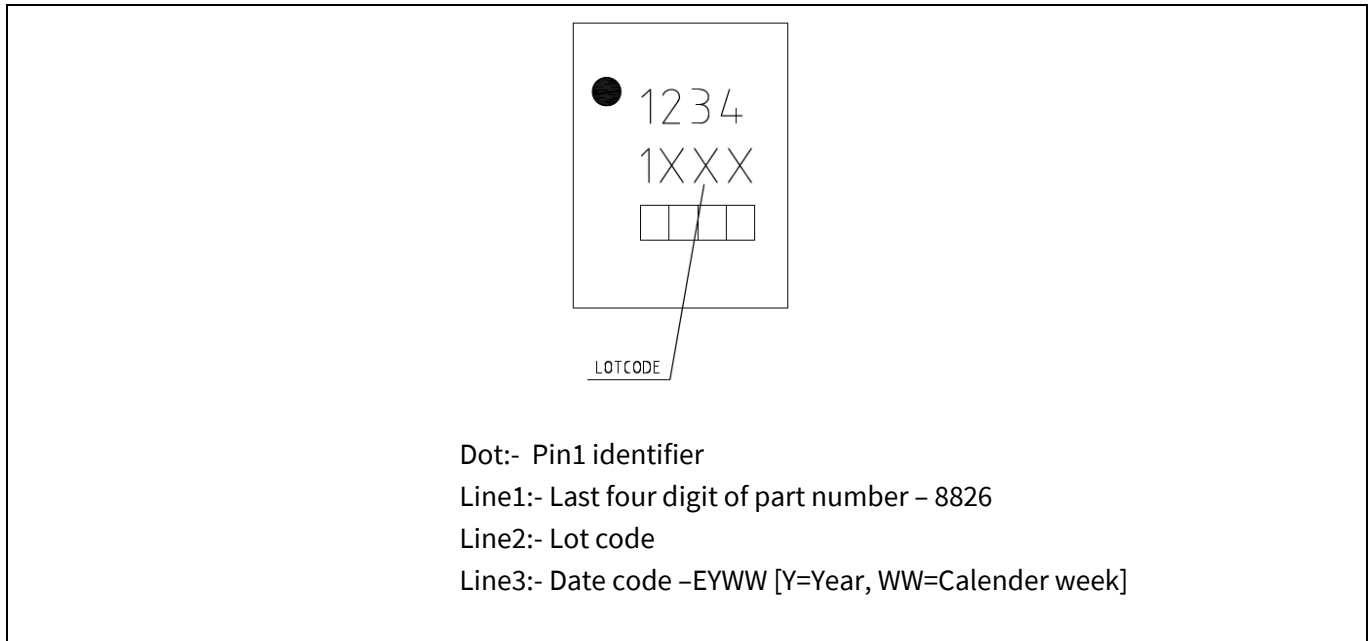 1234
1XXX
LOTCODE
Dot:- Pin1 identifier
Line1:- Last four digit of part number – 8826
Line2:- Lot code
Line3:- Date code –EYWW [Y=Year, WW=Calender week]